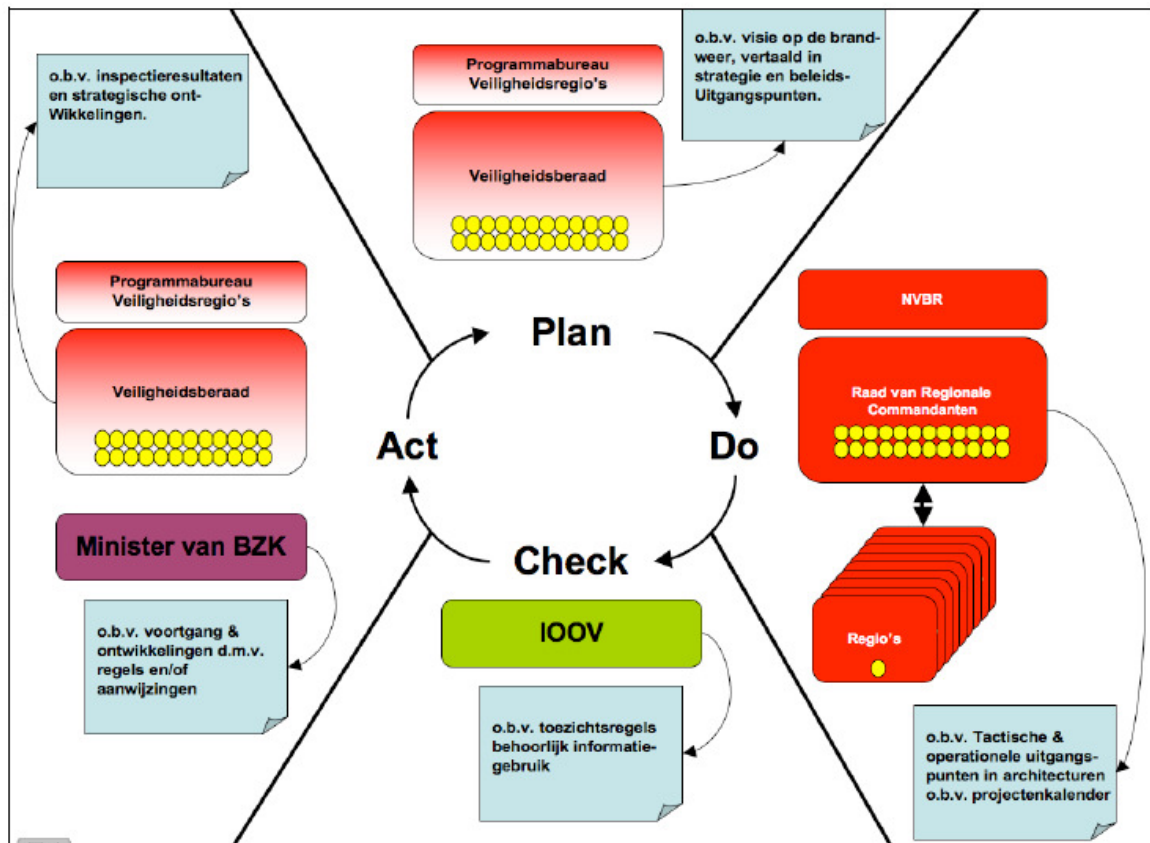 o.b.v. inspectieresultaten
en strategische ont-
Wikkelingen.
Programmabureau
Veiligheidsregio's
Veiligheidsberaad
o.b.v. visie op de brand-
weer, vertaald in
strategie en beleids-
Uitgangspunten.
Programmabureau
Veiligheidsregio's
Veiligheidsberaad
NVBR
Raad van Regionale
Commandanten
Regio's
Plan
Act
Do
Check
Minister van BZK
o.b.v. voortgang &
ontwikkelingen d.m.v.
regels en/of
aanwijzingen
IOOV
o.b.v. toezichtsregels
behoorlijk informatie-
gebruik
o.b.v. Tactische &
operationele uitgangs-
punten in architecturen
o.b.v. projectenkalender